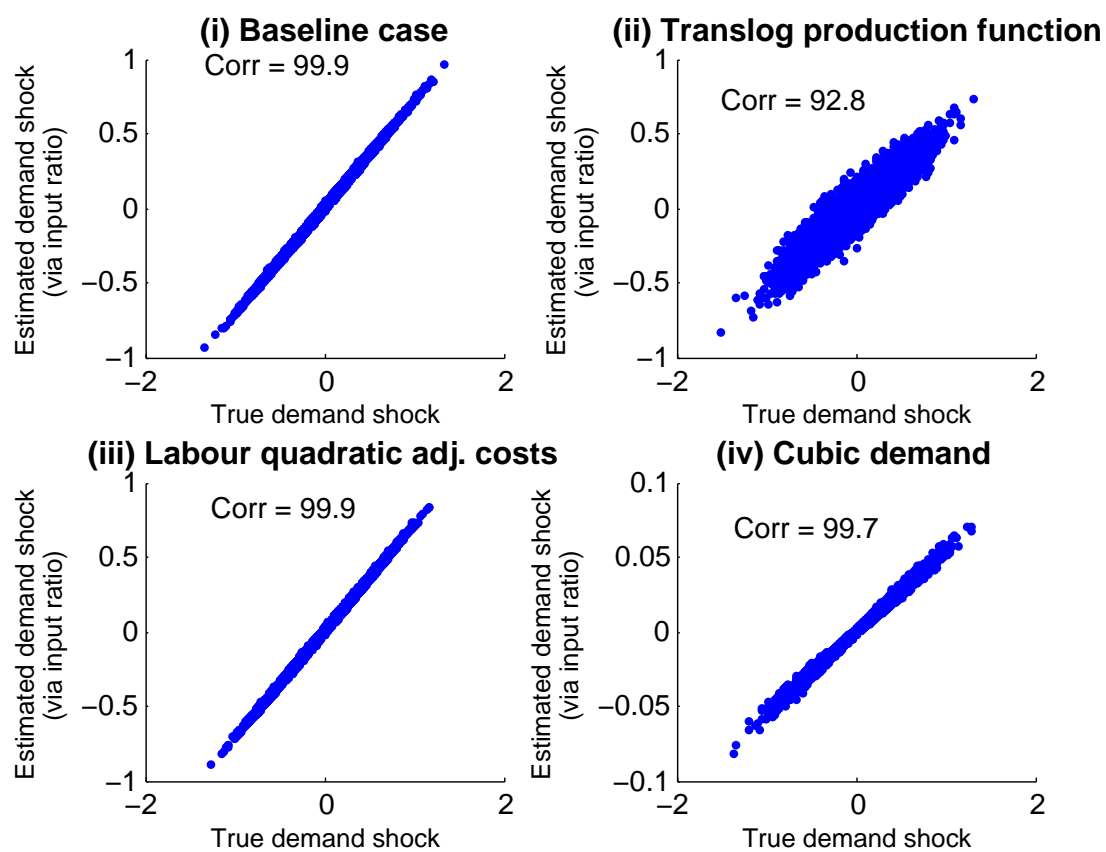 (i) Baseline case
Corr = 99.9
1
0.5
0
−0.5
−1
−2
0
2
Estimated demand shock
(via input ratio)
True demand shock
(ii) Translog production function
Corr = 92.8
1
0.5
0
−0.5
−1
−2
0
2
Estimated demand shock
(via input ratio)
True demand shock
(iii) Labour quadratic adj. costs
Corr = 99.9
1
0.5
0
−0.5
−1
−2
0
2
Estimated demand shock
(via input ratio)
True demand shock
(iv) Cubic demand
Corr = 99.7
0.1
0.05
0
−0.05
−0.1
−2
0
2
Estimated demand shock
(via input ratio)
True demand shock